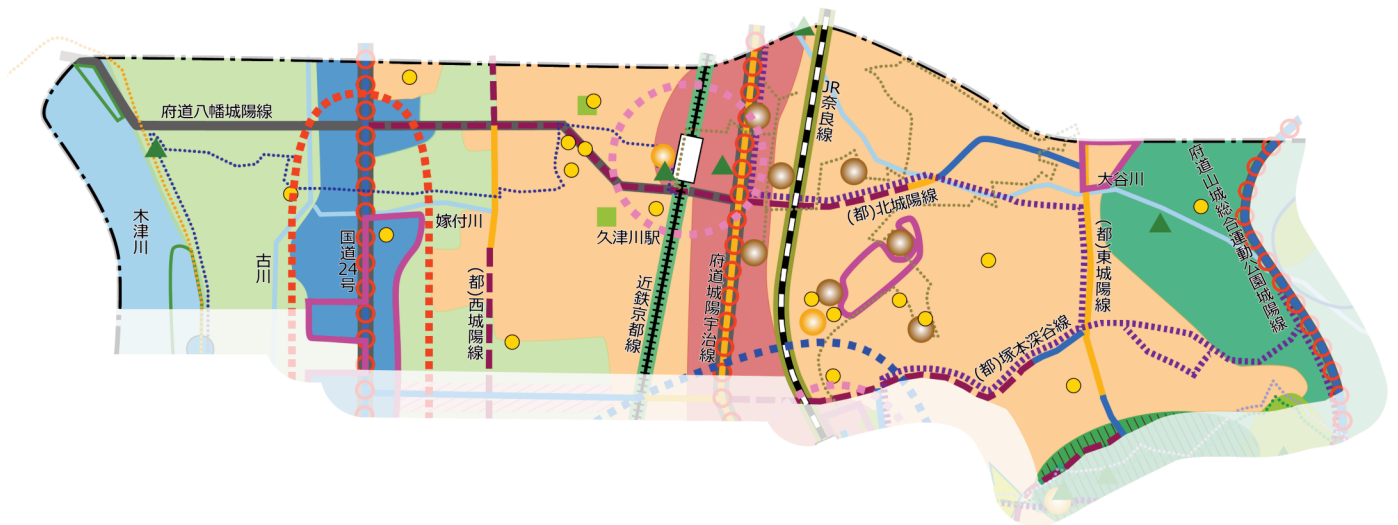 府道八幡城陽線
木津川
古川
国道24号
嫁付川
(都)西城陽線
久津川駅
近鉄京都線
府道城陽宇治線
JR奈良線
(都)北城陽線
大谷川
(都)東城陽線
(都)塚本深谷線
府道山城総合運動公園城陽線